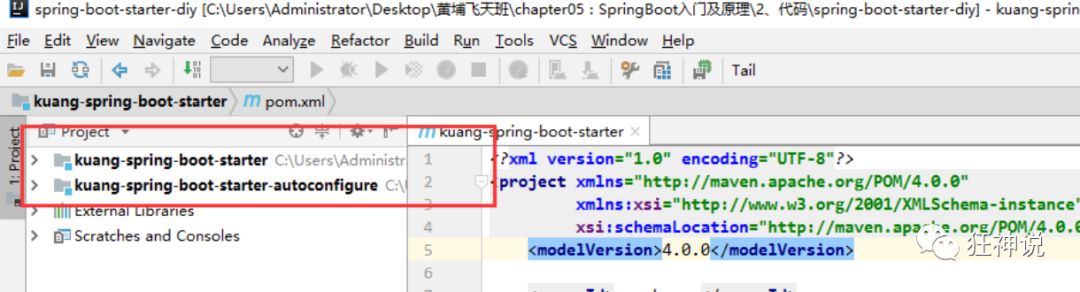 spring-boot-starter-diy [C:\Users\Administrator\Desktop\黄埔飞天班\chapter05：SpringBoot入门及原理\2、代码\spring-boot-starter-diy] - kuang-spring
File Edit View Navigate Code Analyze Refactor Build Run Tools VCS Window Help
Tail
kuang-spring-boot-starter pom.xml
1: Project
Project
kuang-spring-boot-starter C:\Users\Administra
kuang-spring-boot-starter-autoconfigure C:\U
External Libraries
Scratches and Consoles
kuang-spring-boot-starter
1 <?xml version="1.0" encoding="UTF-8"?>
2 <project xmlns="http://maven.apache.org/POM/4.0.0"
3 xmlns:xsi="http://www.w3.org/2001/XMLSchema-instance"
4 xsi:schemaLocation="http://maven.apache.org/POM/4.0.0
5 <modelVersion>4.0.0</modelVersion>
6
狂神说